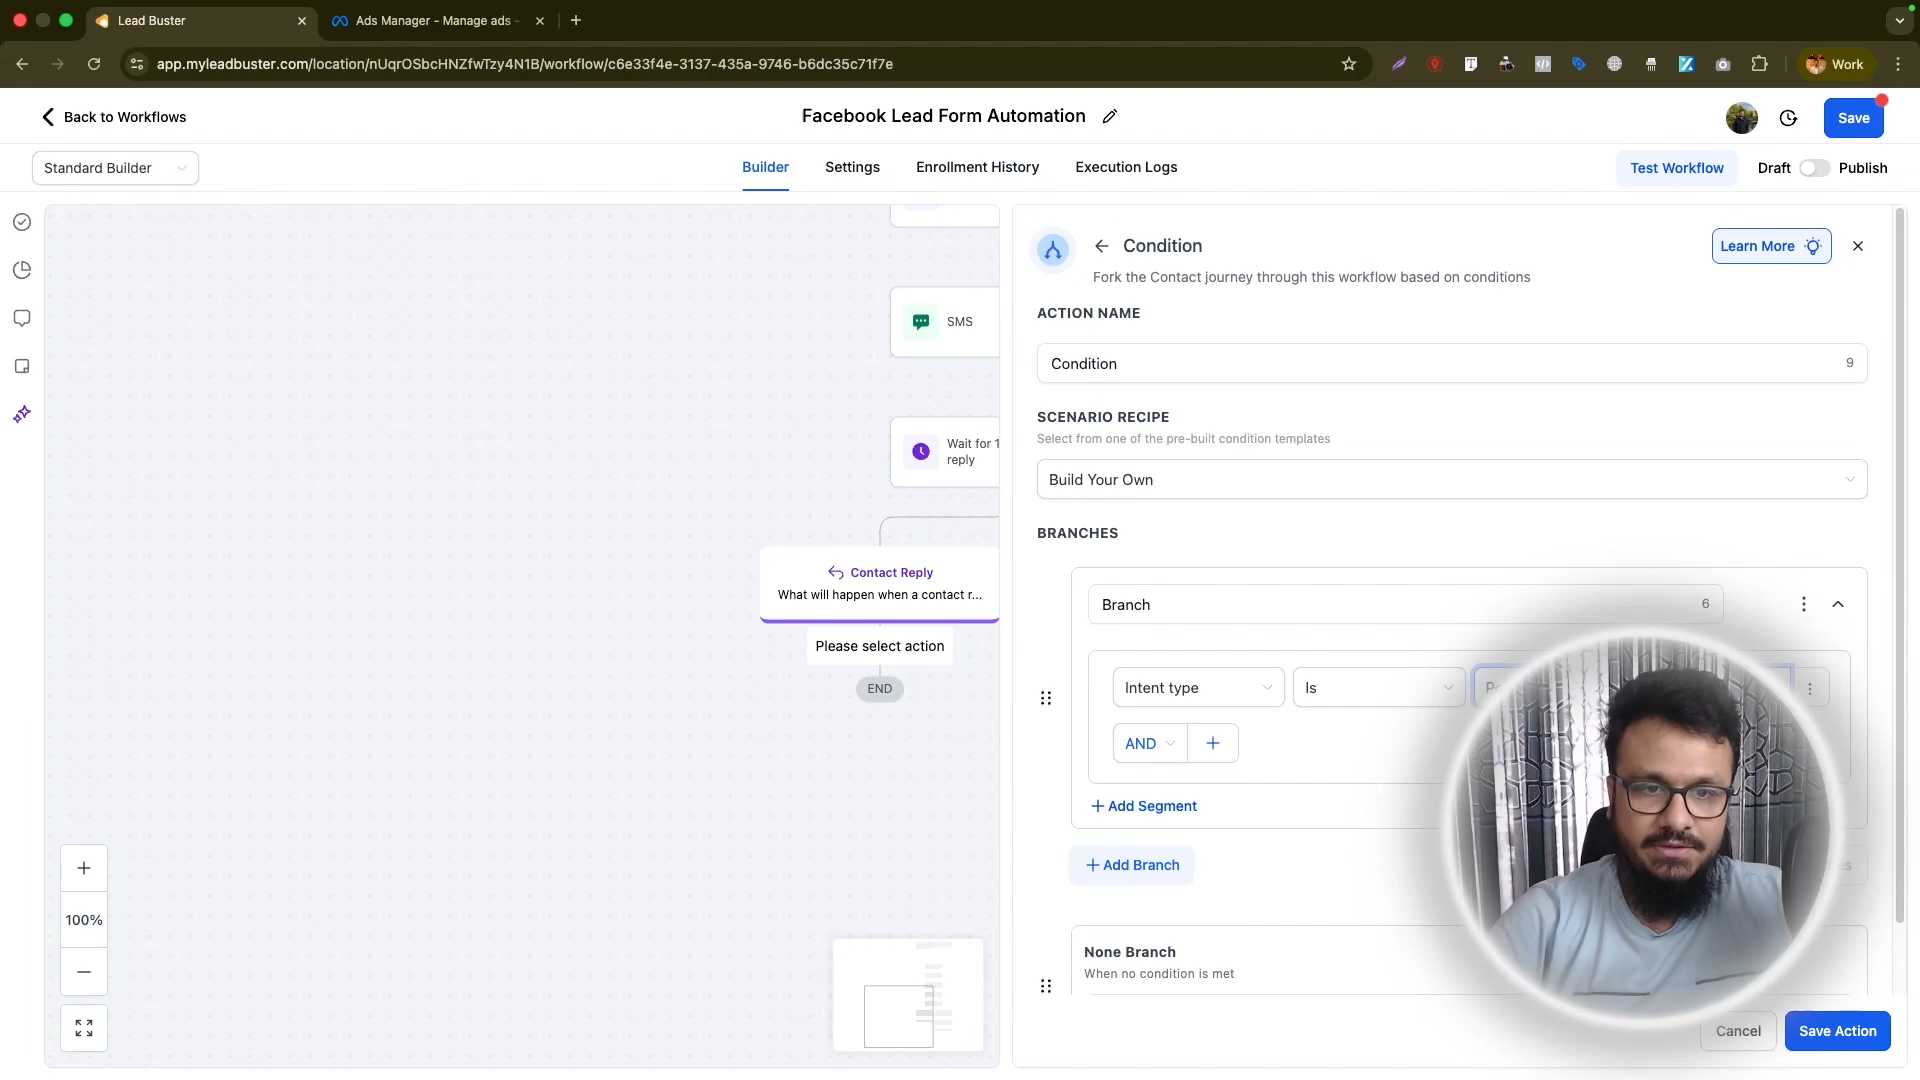 Lead Buster
Ads Manager - Manage ads -
app.myleadbuster.com/location/nUqrOSbcHNZfwTzy4N1B/workflow/c6e33f4e-3137-435a-9746-b6dc35c71f7e
Work
Back to Workflows
Facebook Lead Form Automation
Save
Standard Builder
Builder
Settings
Enrollment History
Execution Logs
Test Workflow
Draft
Publish
Condition
Learn More
Fork the Contact journey through this workflow based on conditions
ACTION NAME
SMS
Condition
9
SCENARIO RECIPE
Select from one of the pre-built condition templates
Wait for 1
reply
Build Your Own
BRANCHES
Contact Reply
What will happen when a contact r...
Branch
6
Please select action
END
Intent type
Is
AND
Add Segment
Add Branch
100%
None Branch
When no condition is met
Cancel
Save Action